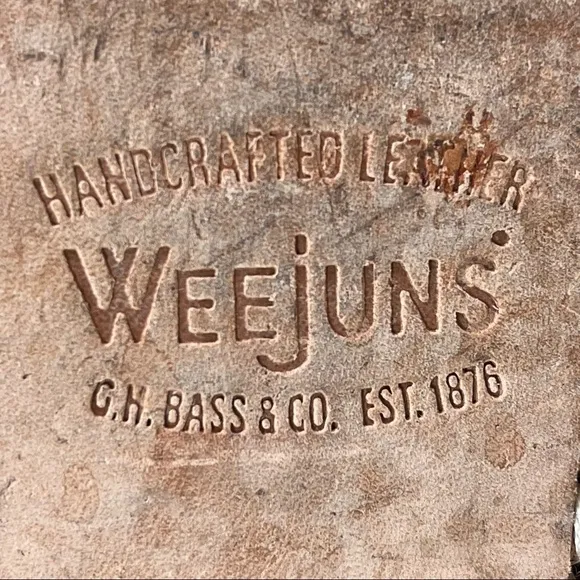 HANDCRAFTED LEATHER
WEEjUNS
G.H. BASS & CO. EST. 1876